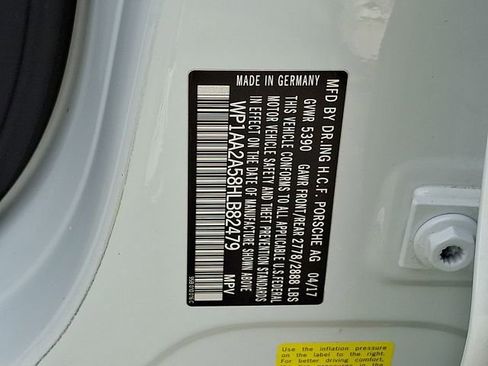 MFD BY DR.ING H.C.F. PORSCHE AG 04/17
GVWR 5390 GAWR FRONT/REAR 2778/2888 LBS
THIS VEHICLE CONFORMS TO ALL APPLICABLE U.S.FEDERAL
MOTOR VEHICLE SAFETY AND THEFT PREVENTION STANDARDS
IN EFFECT ON THE DATE OF MANUFACTURE SHOWN ABOVE
WP1AA2A58HLB82479 MPV
MADE IN GERMANY
Use the inflation pressure
on the label to the
For better driving comfort,